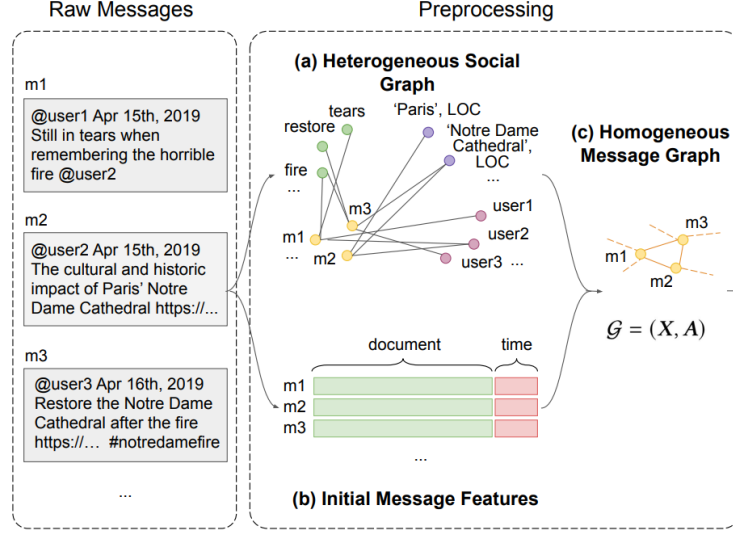 Raw Messages
m1
@user1 Apr 15th, 2019
Still in tears when
remembering the horrible
fire @user2
m2
@user2 Apr 15th, 2019
The cultural and historic
impact of Paris' Notre
Dame Cathedral https://...
m3
@user3 Apr 16th, 2019
Restore the Notre Dame
Cathedral after the fire
https://… #notredamefire
...
Preprocessing
(a) Heterogeneous Social
Graph
tears
restore
fire
...
'Paris', LOC
'Notre Dame
Cathedral',
LOC
...
m3
m1
...
m2
user1
user2
user3 ...
document
time
m1
m2
m3
...
(b) Initial Message Features
(c) Homogeneous
Message Graph
m3
m1
m2
𝒢 = (X, A)